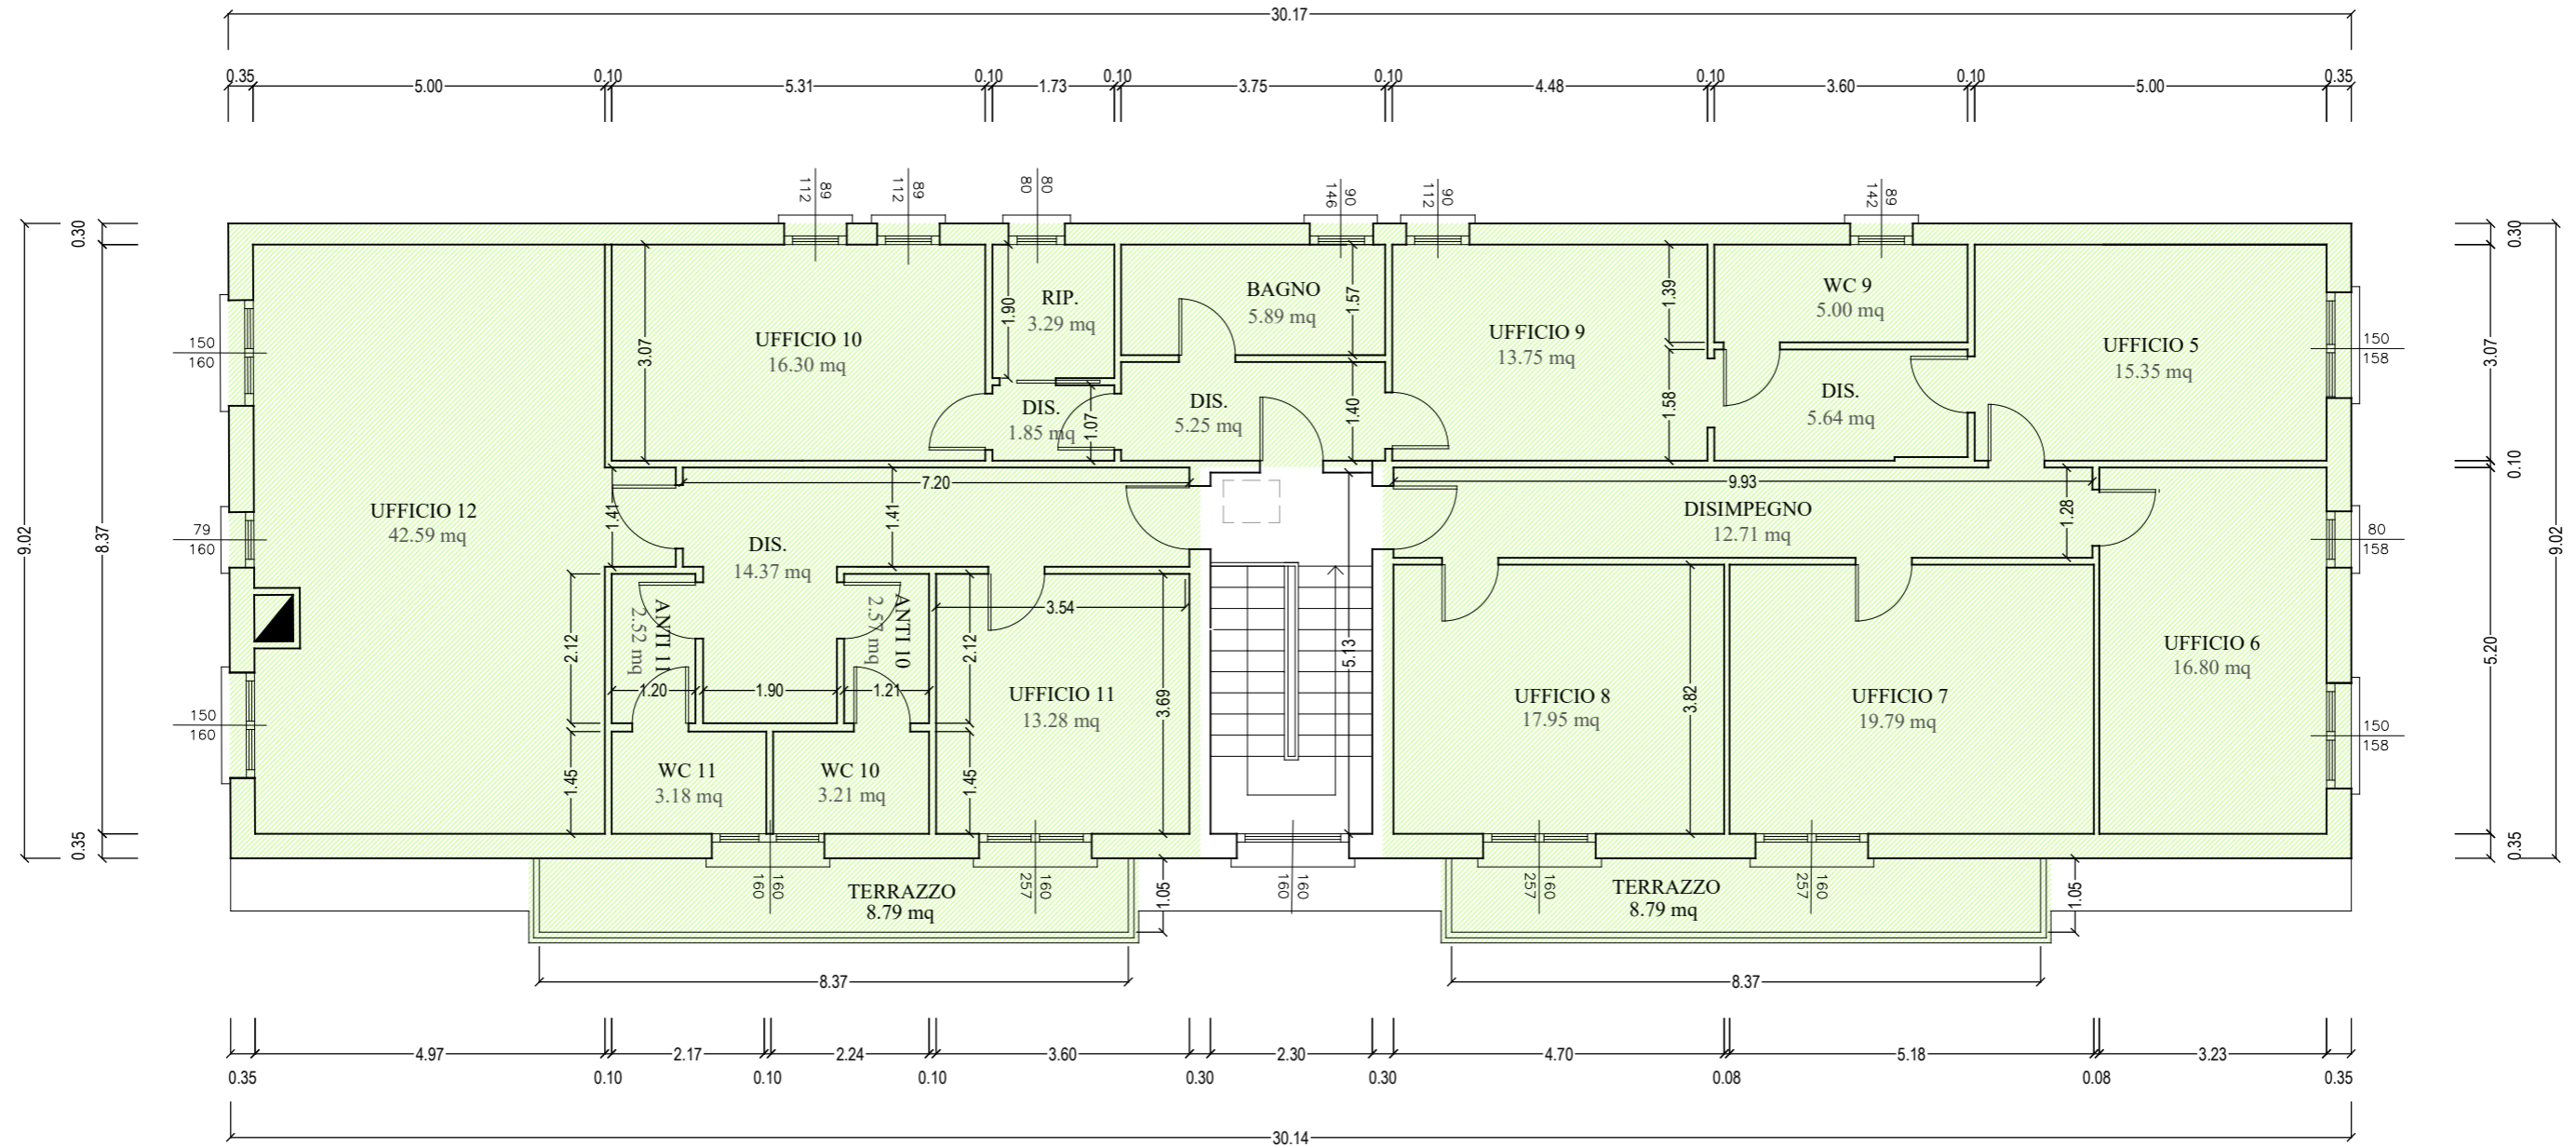 30.17
0.35
5.00
0.10
5.31
0.10
1.73
0.10
3.75
0.10
4.48
0.10
3.60
0.10
5.00
0.35
89
112
89
112
80
80
90
146
90
112
89
142
9.02
0.30
8.37
0.35
150
160
79
160
150
160
UFFICIO 12
42.59 mq
UFFICIO 10
16.30 mq
3.07
RIP.
3.29 mq
1.90
BAGNO
5.89 mq
1.57
DIS.
1.85 mq
1.07
DIS.
5.25 mq
1.40
UFFICIO 9
13.75 mq
1.39
1.58
WC 9
5.00 mq
DIS.
5.64 mq
UFFICIO 5
15.35 mq
150
158
0.30
3.07
0.10
5.20
0.35
9.02
7.20
1.41
1.41
DIS.
14.37 mq
9.93
DISIMPEGNO
12.71 mq
1.28
80
158
ANTI 11
2.52 mq
ANTI 10
2.57 mq
3.54
2.12
2.12
1.20
1.90
1.21
UFFICIO 11
13.28 mq
3.69
5.13
UFFICIO 8
17.95 mq
3.82
UFFICIO 7
19.79 mq
UFFICIO 6
16.80 mq
150
158
1.45
WC 11
3.18 mq
WC 10
3.21 mq
1.45
160
160
160
257
160
160
160
257
160
257
TERRAZZO
8.79 mq
1.05
TERRAZZO
8.79 mq
1.05
8.37
8.37
4.97
2.17
2.24
3.60
2.30
4.70
5.18
3.23
0.35
0.10
0.10
0.10
0.30
0.30
0.08
0.08
0.35
30.14